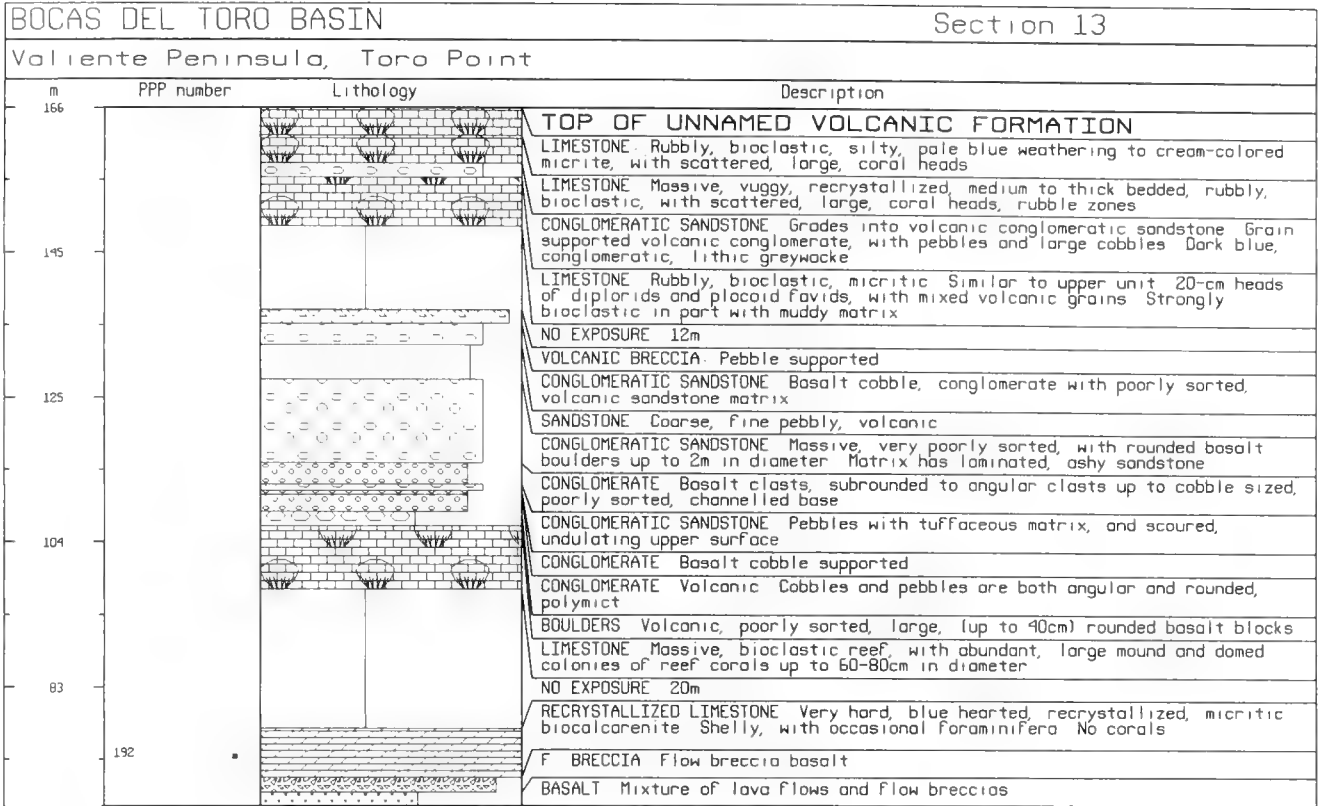 BOCAS DEL TORO BASIN
Section 13
Valiente Peninsula, Toro Point
m
PPP number
Lithology
Description
166
TOP OF UNNAMED VOLCANIC FORMATION
LIMESTONE Rubbly, bioclastic, silty, pale blue weathering to cream-colored
micrite, with scattered, large, coral heads
LIMESTONE Massive, vuggy, recrystallized, medium to thick bedded, rubbly,
bioclastic, with scattered, large, coral heads, rubble zones
CONGLOMERATIC SANDSTONE Grades into volcanic conglomeratic sandstone Grain
supported volcanic conglomerate, with pebbles and large cobbles Dark blue,
conglomeratic, lithic greywacke
145
LIMESTONE Rubbly, bioclastic, micritic Similar to upper unit 20-cm heads
of diploriids and placoid favids, with mixed volcanic grains Strongly
bioclastic in part with muddy matrix
NO EXPOSURE 12m
VOLCANIC BRECCIA Pebble supported
CONGLOMERATIC SANDSTONE Basalt cobble, conglomerate with poorly sorted,
volcanic sandstone matrix
125
SANDSTONE Coarse, fine pebbly, volcanic
CONGLOMERATIC SANDSTONE Massive, very poorly sorted, with rounded basalt
boulders up to 2m in diameter Matrix has laminated, ashy sandstone
CONGLOMERATE Basalt clasts, subrounded to angular clasts up to cobble sized,
poorly sorted, channelled base
CONGLOMERATIC SANDSTONE Pebbles with tuffaceous matrix, and scoured,
undulating upper surface
104
CONGLOMERATE Basalt cobble supported
CONGLOMERATE Volcanic Cobbles and pebbles are both angular and rounded,
polymict
BOULDERS Volcanic, poorly sorted, large, (up to 40cm) rounded basalt blocks
LIMESTONE Massive, bioclastic reef, with abundant, large mound and domed
colonies of reef corals up to 60-80cm in diameter
83
NO EXPOSURE 20m
RECRYSTALLIZED LIMESTONE Very hard, blue hearted, recrystallized, micritic
biocalcarenite Shelly, with occasional foraminifera No corals
192
F BRECCIA Flow breccia basalt
BASALT Mixture of lava flows and flow breccias